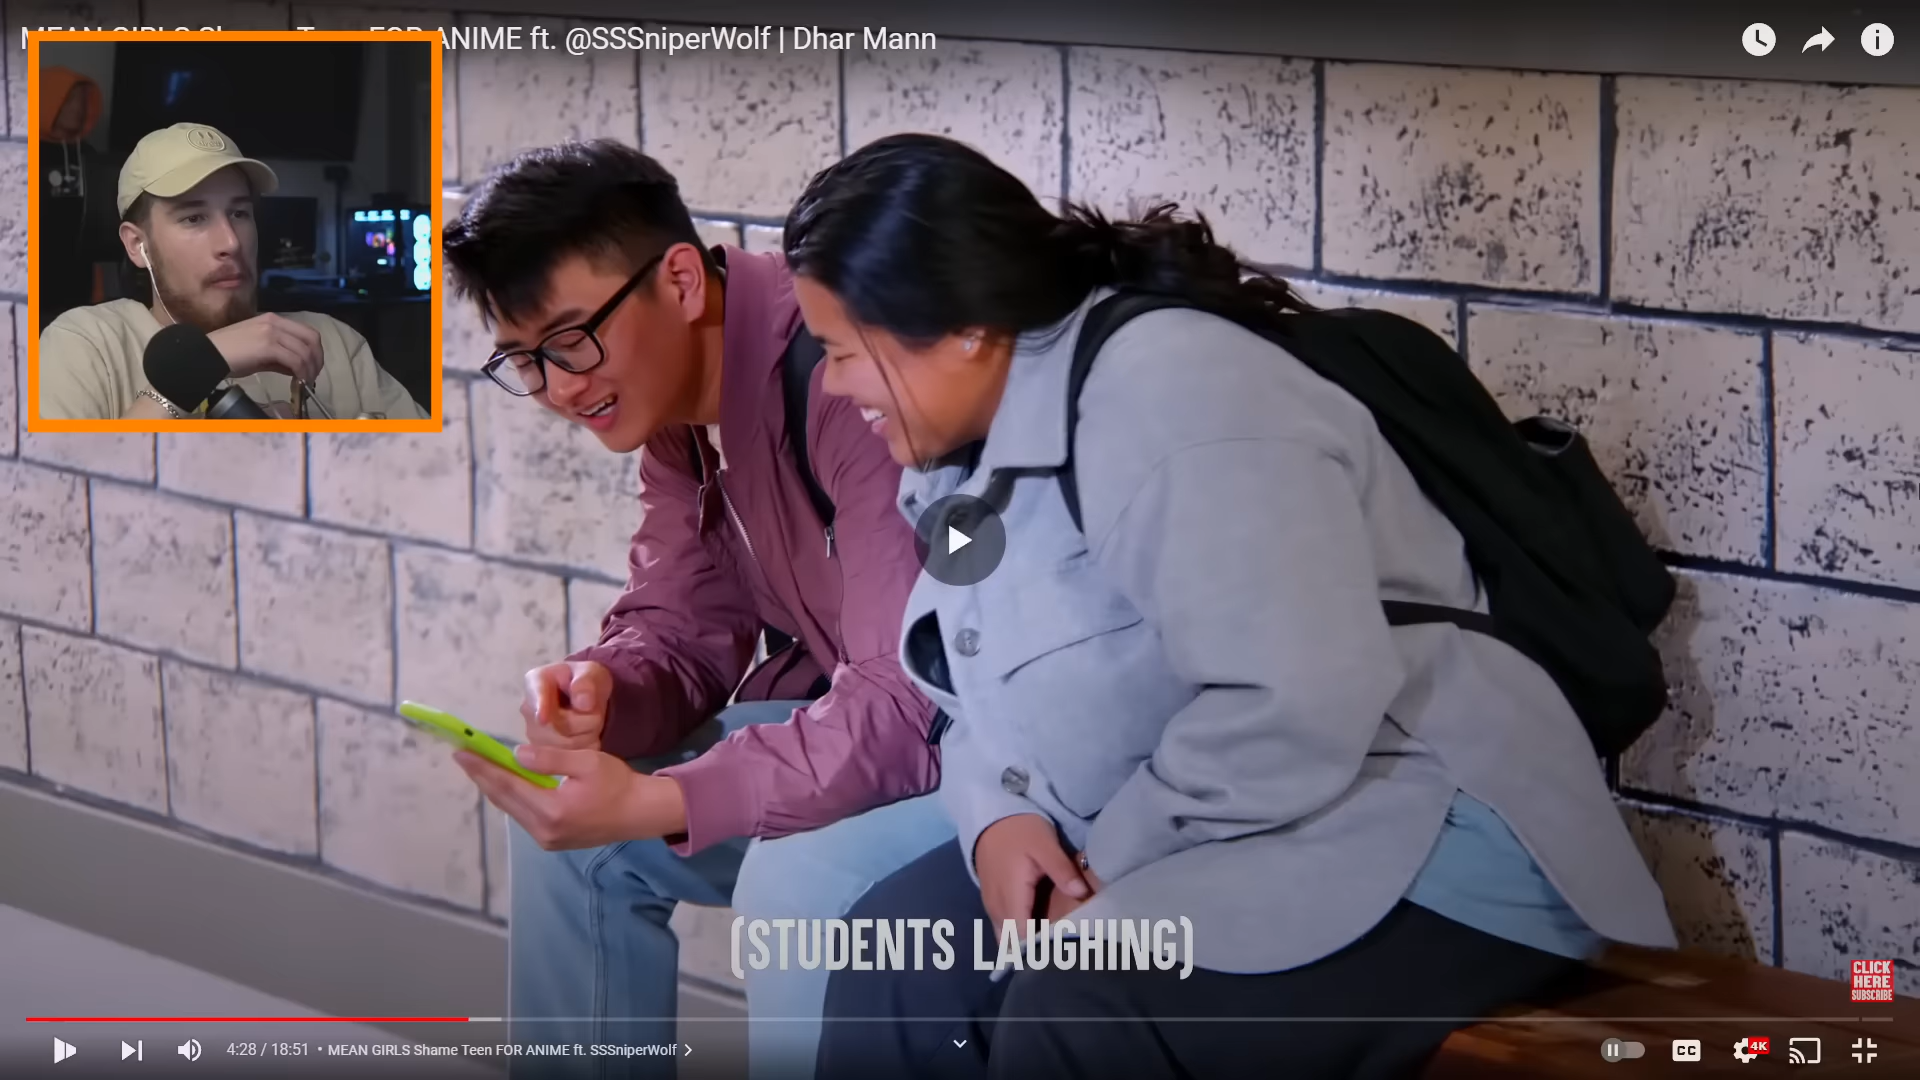 ANIME ft. @SSSniperWolf | Dhar Mann
(STUDENTS LAUGHING)
CLICK
HERE
SUBSCRIBE
4:28 / 18:51 • MEAN GIRLS Shame Teen FOR ANIME ft. SSSniperWolf
CC
4K